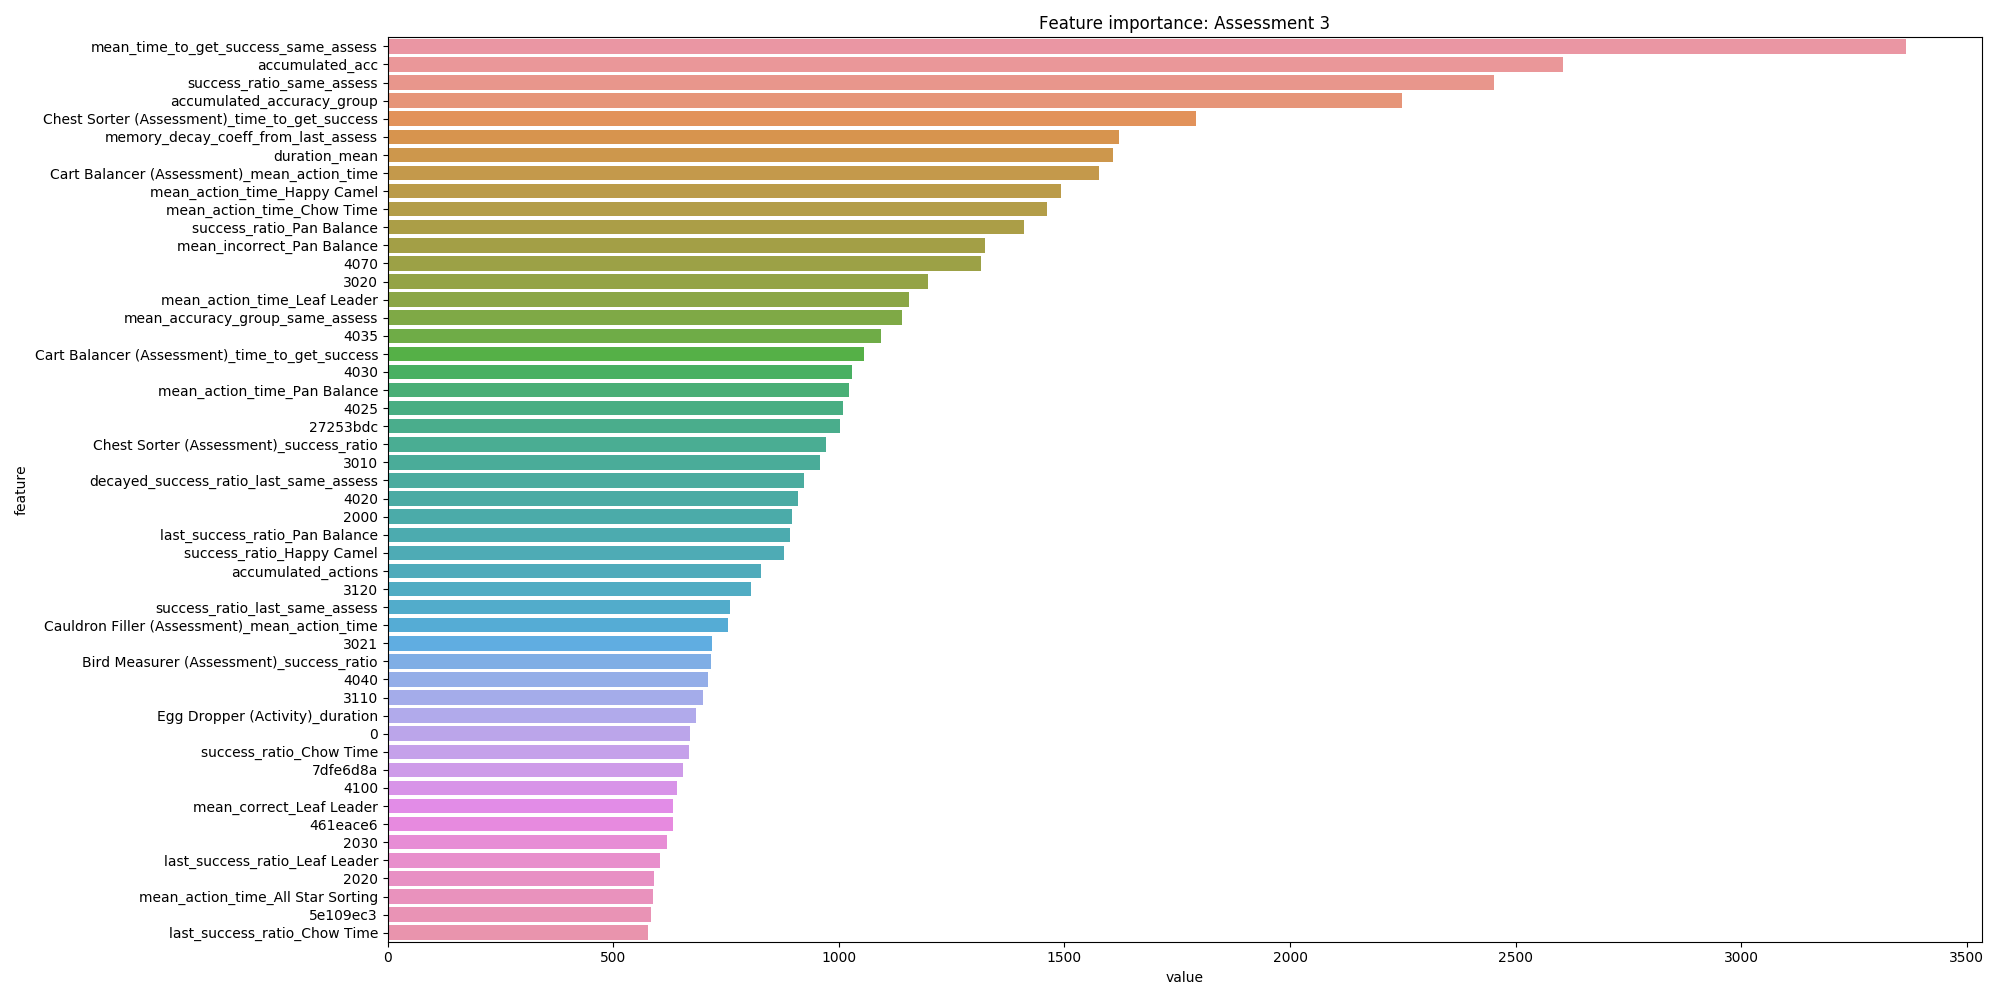 Feature importance: Assessment 3
mean_time_to_get_success_same_assess
accumulated_acc
success_ratio_same_assess
accumulated_accuracy_group
Chest Sorter (Assessment)_time_to_get_success
memory_decay_coeff_from_last_assess
duration_mean
Cart Balancer (Assessment)_mean_action_time
mean_action_time_Happy Camel
mean_action_time_Chow Time
success_ratio_Pan Balance
mean_incorrect_Pan Balance
4070
3020
mean_action_time_Leaf Leader
mean_accuracy_group_same_assess
4035
Cart Balancer (Assessment)_time_to_get_success
4030
mean_action_time_Pan Balance
4025
27253bdc
Chest Sorter (Assessment)_success_ratio
3010
decayed_success_ratio_last_same_assess
4020
2000
last_success_ratio_Pan Balance
success_ratio_Happy Camel
accumulated_actions
3120
success_ratio_last_same_assess
Cauldron Filler (Assessment)_mean_action_time
3021
Bird Measurer (Assessment)_success_ratio
4040
3110
Egg Dropper (Activity)_duration
0
success_ratio_Chow Time
7dfe6d8a
4100
mean_correct_Leaf Leader
461eace6
2030
last_success_ratio_Leaf Leader
2020
mean_action_time_All Star Sorting
5e109ec3
last_success_ratio_Chow Time
feature
0 500 1000 1500 2000 2500 3000 3500
value